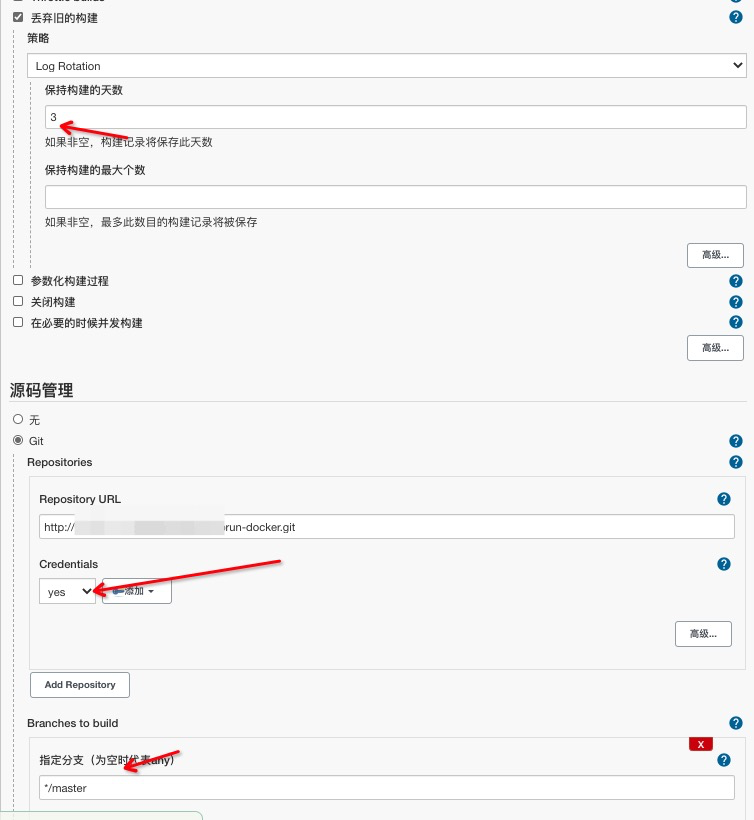 丢弃旧的构建
策略
Log Rotation
保持构建的天数
3
如果非空，构建记录将保存此天数
保持构建的最大个数
如果非空，最多此数目的构建记录将被保存
高级...
参数化构建过程
关闭构建
在必要的时候并发构建
高级...
源码管理
无
Git
Repositories
Repository URL
http:// run-docker.git
Credentials
yes
添加
高级...
Add Repository
Branches to build
X
指定分支（为空时代表any）
*/master